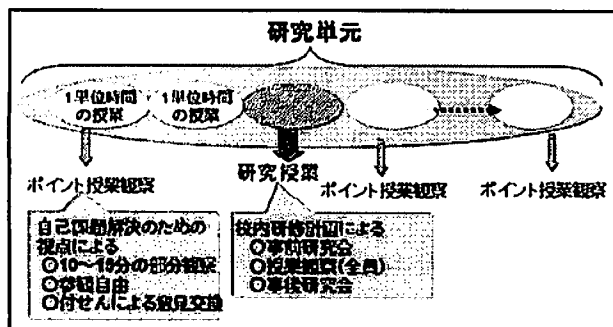 研究単元
1単位時間
の授業
1単位時間
の授業
ポイント授業観察
研究授業
ポイント授業観察
ポイント授業観察
自己課題解決のための
視点による
○10~15分の部分観察
○参観自由
○付せんによる意見交換
校内研修計画による
○事前研究会
○授業観察(全員)
○事後研究会